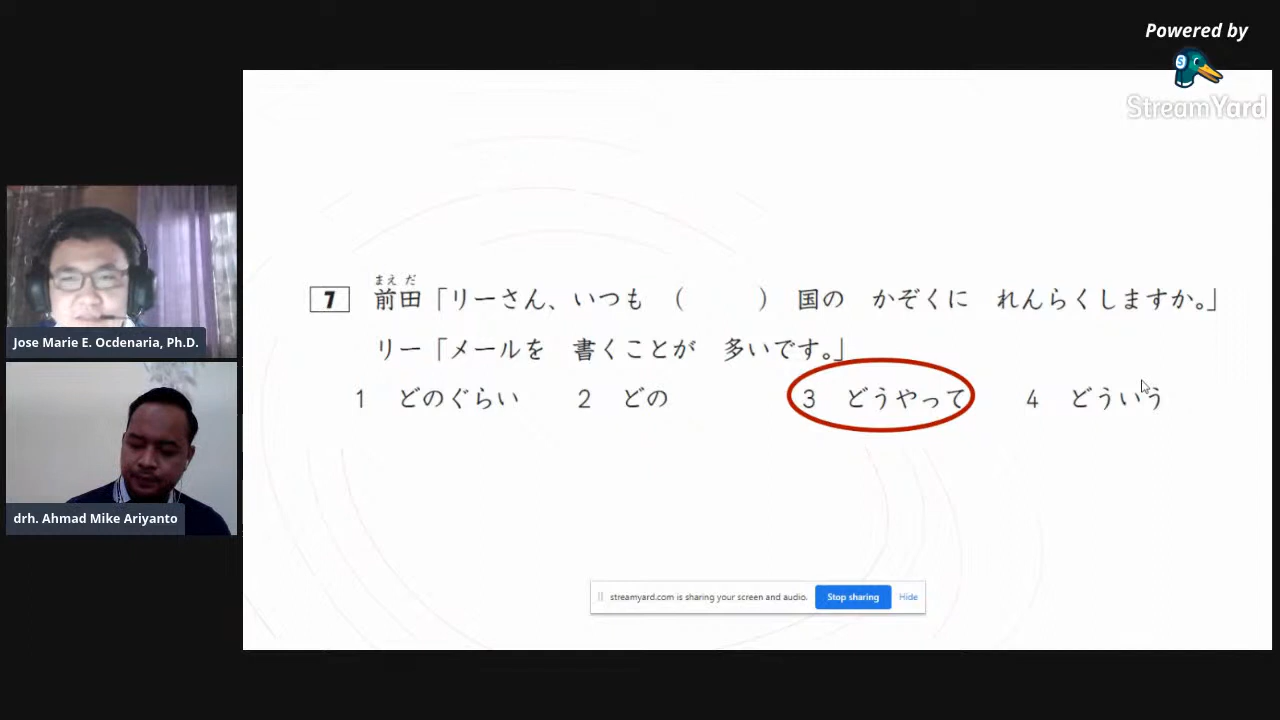 Powered by
StreamYard
まえ だ
7 前田「リーさん、いつも ( ) 国の かぞくに れんらくしますか。」
リー「メールを 書くことが 多いです。」
1 どのぐらい 2 どの 3 どうやって 4 どういう
Jose Marie E. Ocdenaria, Ph.D.
drh. Ahmad Mike Ariyanto
streamyard.com is sharing your screen and audio. Stop sharing Hide